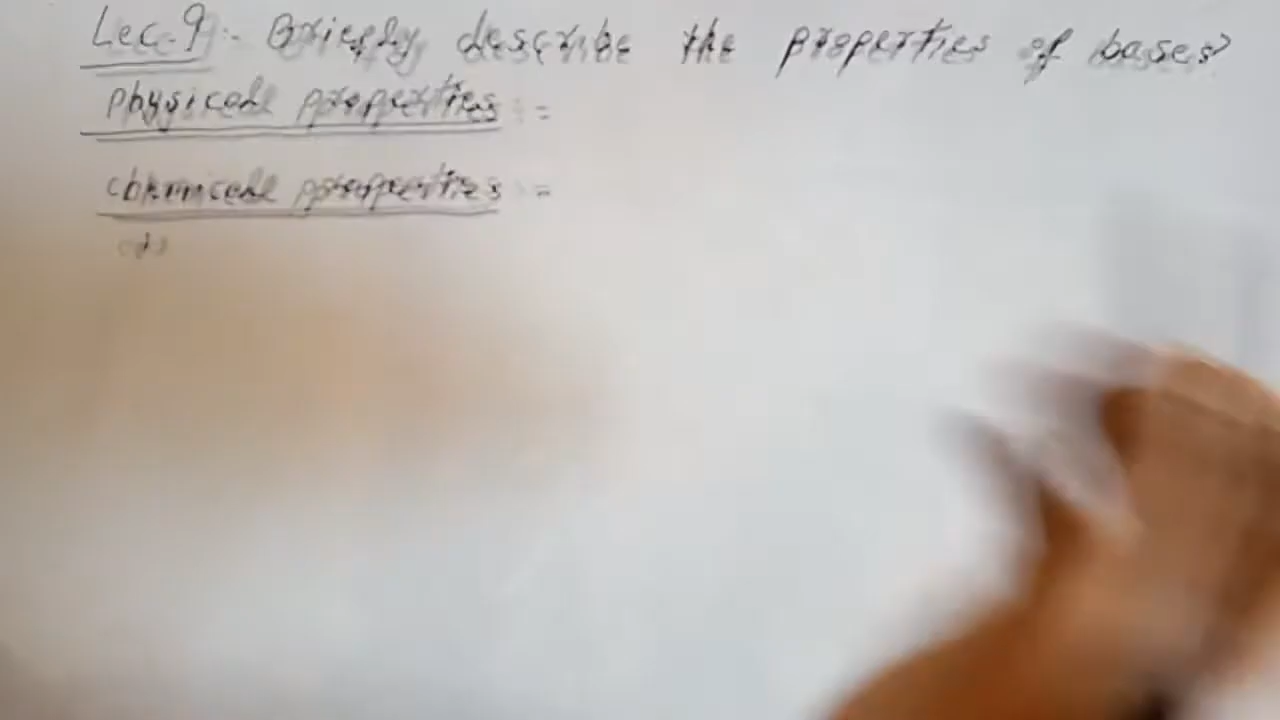 Lec.9:- Briefly describe the properties of bases?
physical properties :=
chemical properties :=